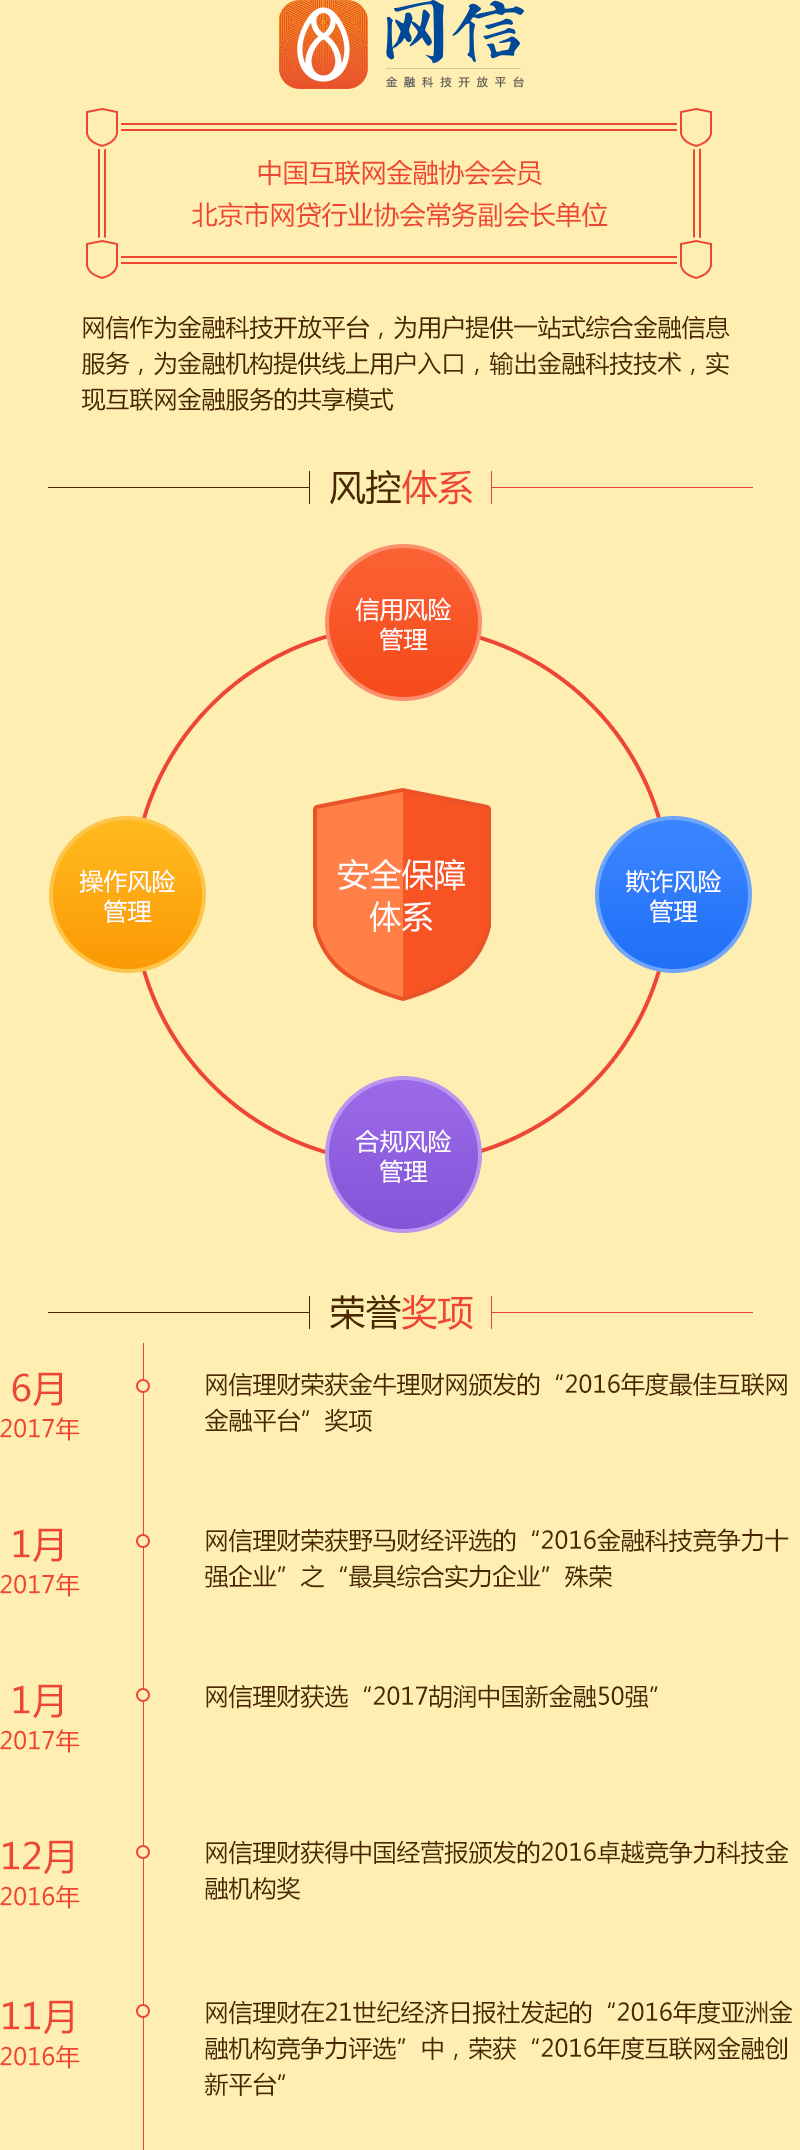 网信
金融科技开放平台
中国互联网金融协会会员
北京市网贷行业协会常务副会长单位
网信作为金融科技开放平台，为用户提供一站式综合金融信息
服务，为金融机构提供线上用户入口，输出金融科技技术，实
现互联网金融服务的共享模式
风控体系
信用风险
管理
操作风险
管理
安全保障
体系
欺诈风险
管理
合规风险
管理
荣誉奖项
6月
2017年
网信理财荣获金牛理财网颁发的“2016年度最佳互联网
金融平台”奖项
1月
2017年
网信理财荣获野马财经评选的“2016金融科技竞争力十
强企业”之“最具综合实力企业”殊荣
1月
2017年
网信理财获选“2017胡润中国新金融50强”
12月
2016年
网信理财获得中国经营报颁发的2016卓越竞争力科技金
融机构奖
11月
2016年
网信理财在21世纪经济日报社发起的“2016年度亚洲金
融机构竞争力评选”中，荣获“2016年度互联网金融创
新平台”